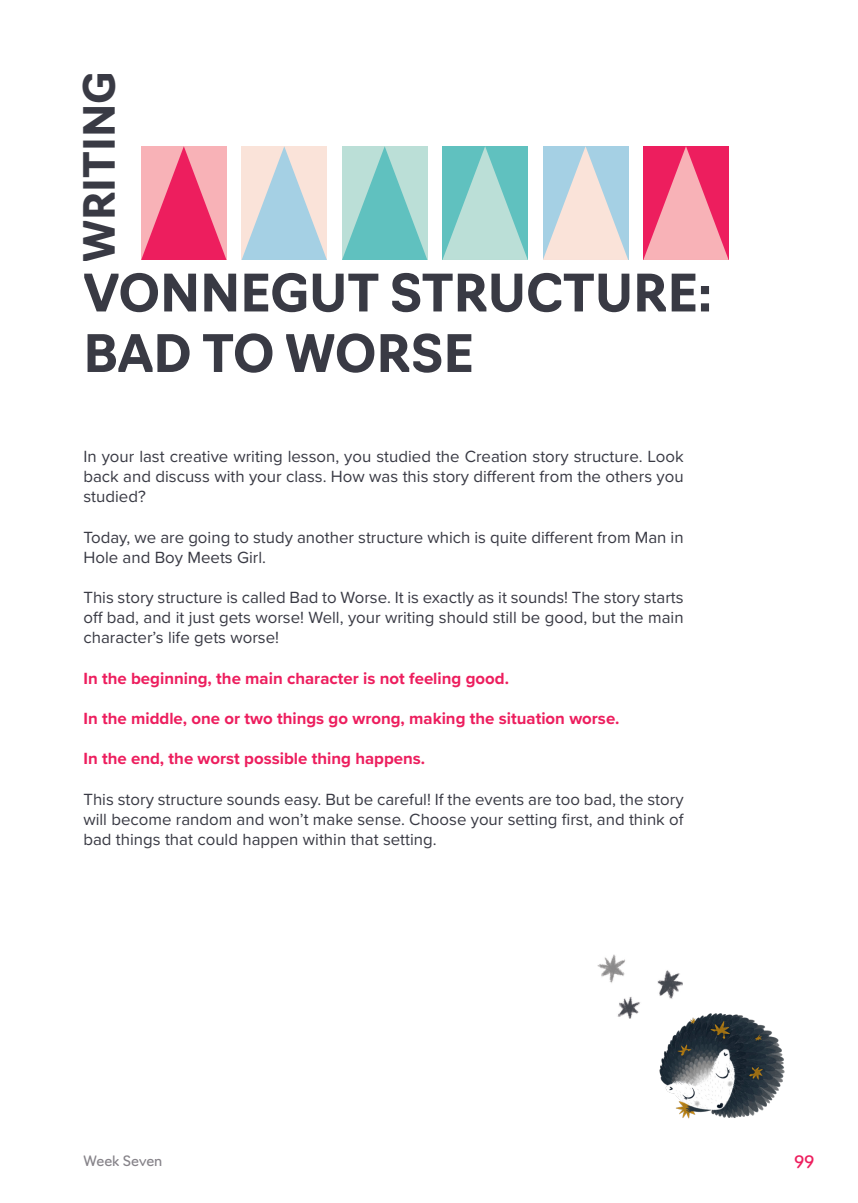 WRITING
VONNEGUT STRUCTURE:
BAD TO WORSE
In your last creative writing lesson, you studied the Creation story structure. Look
back and discuss with your class. How was this story different from the others you
studied?
Today, we are going to study another structure which is quite different from Man in
Hole and Boy Meets Girl.
This story structure is called Bad to Worse. It is exactly as it sounds! The story starts
off bad, and it just gets worse! Well, your writing should still be good, but the main
character’s life gets worse!
In the beginning, the main character is not feeling good.
In the middle, one or two things go wrong, making the situation worse.
In the end, the worst possible thing happens.
This story structure sounds easy. But be careful! If the events are too bad, the story
will become random and won’t make sense. Choose your setting first, and think of
bad things that could happen within that setting.
Week Seven
99